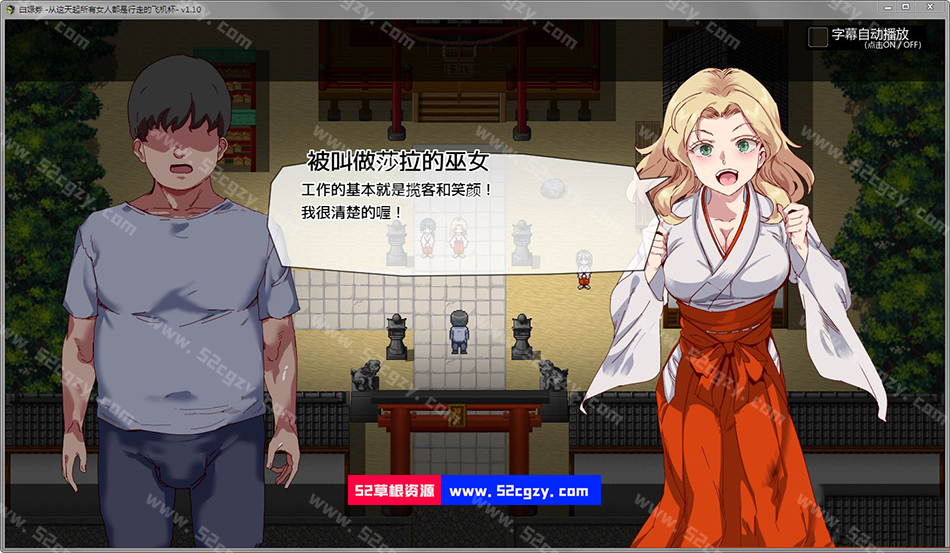 白濁妙 -从这天起所有女人都是行走的飞机杯- v1.10
字幕自动播放
(点击ON/OFF)
被叫做莎拉的巫女
工作的基本就是揽客和笑颜！
我很清楚的喔！
52草根资源 www.52cgzy.com